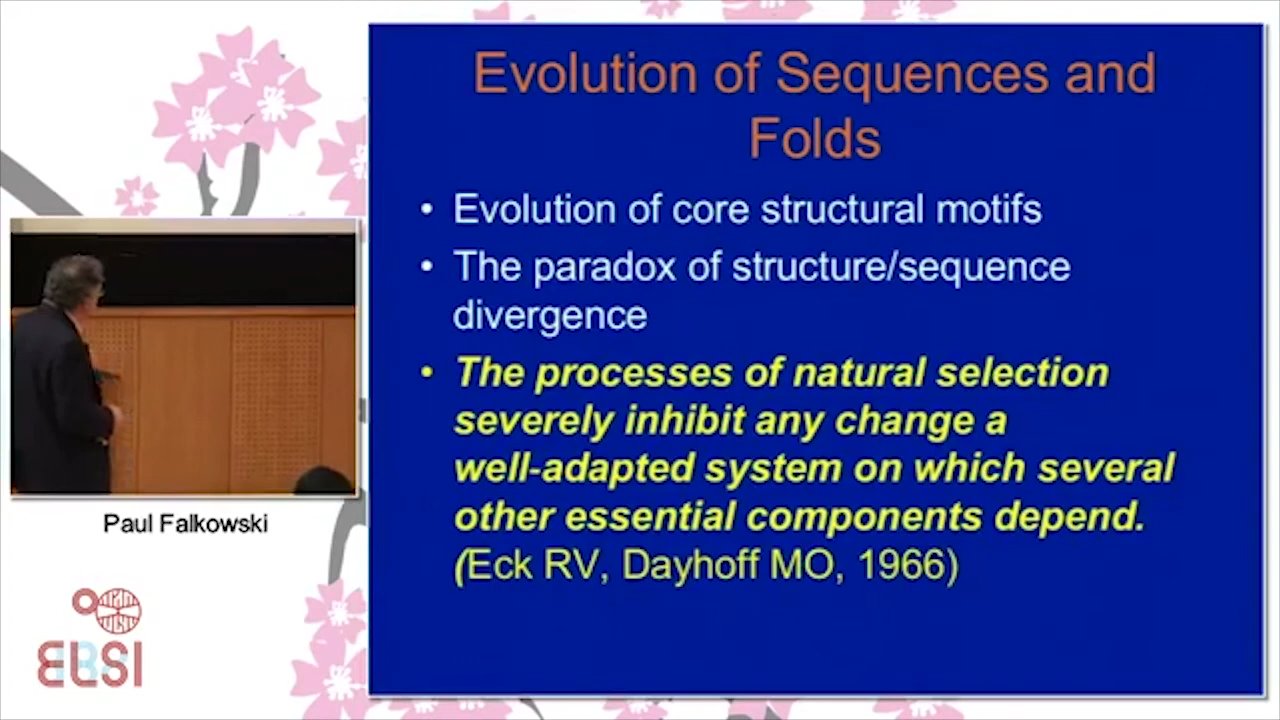 Evolution of Sequences and
Folds
• Evolution of core structural motifs
• The paradox of structure/sequence
divergence
• The processes of natural selection
severely inhibit any change a
well-adapted system on which several
other essential components depend.
(Eck RV, Dayhoff MO, 1966)
Paul Falkowski
ELSI